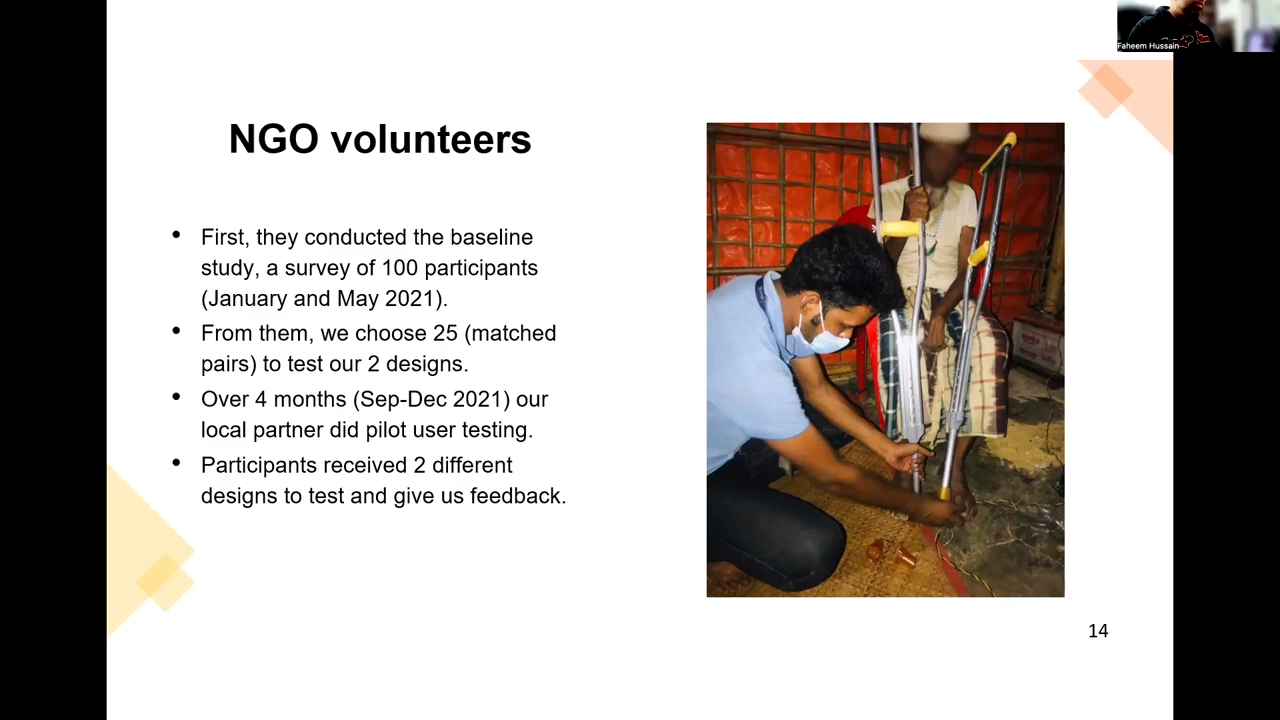 Faheem Hussain
NGO volunteers
• First, they conducted the baseline
study, a survey of 100 participants
(January and May 2021).
• From them, we choose 25 (matched
pairs) to test our 2 designs.
• Over 4 months (Sep-Dec 2021) our
local partner did pilot user testing.
• Participants received 2 different
designs to test and give us feedback.
14